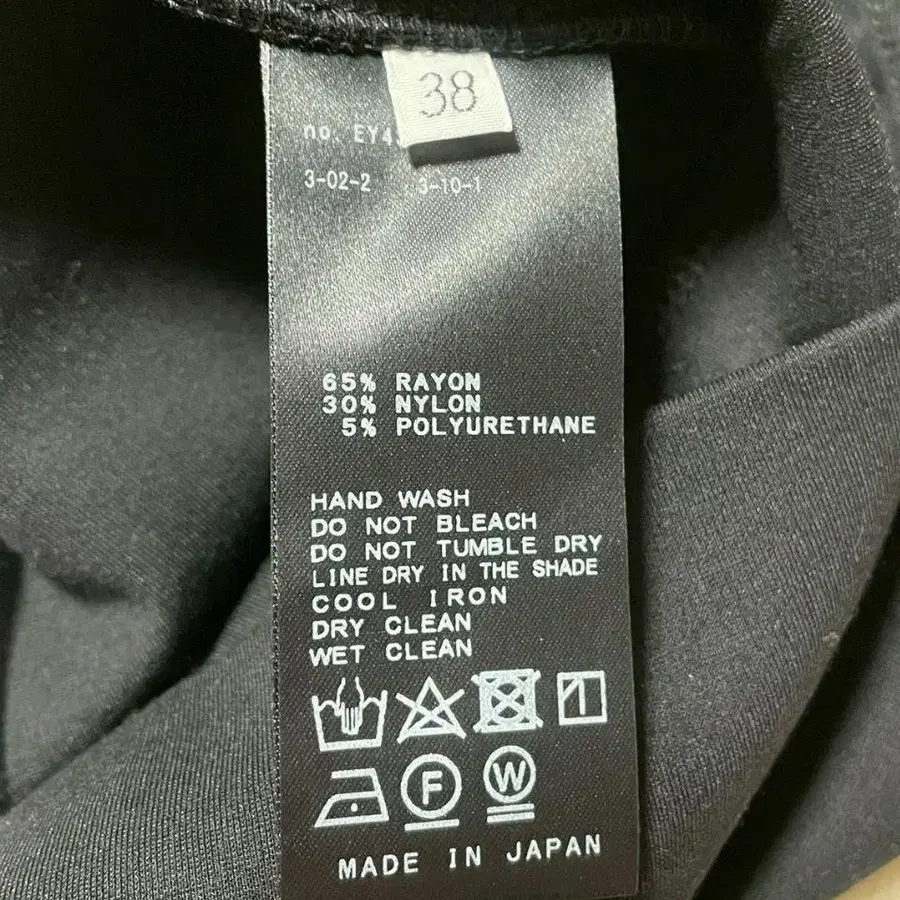 38
no. EY4
3-02-2 3-10-1
65% RAYON
30% NYLON
5% POLYURETHANE
HAND WASH
DO NOT BLEACH
DO NOT TUMBLE DRY
LINE DRY IN THE SHADE
COOL IRON
DRY CLEAN
WET CLEAN
F W
MADE IN JAPAN